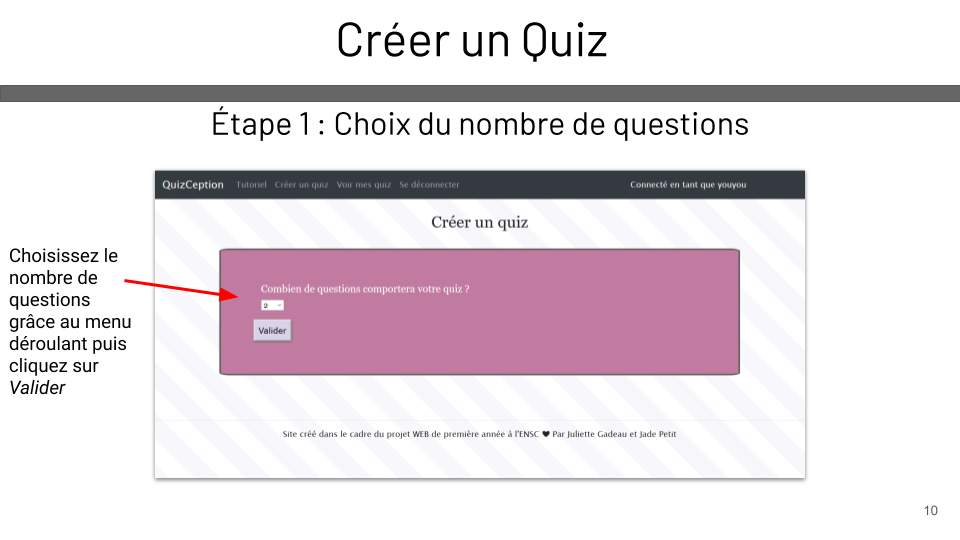 Créer un Quiz
Étape 1 : Choix du nombre de questions
QuizCeption Tutoriel Créer un quiz Voir mes quiz Se déconnecter Connecté en tant que youyou
Créer un quiz
Choisissez le
nombre de
questions
grâce au menu
déroulant puis
cliquez sur
Valider
Combien de questions comportera votre quiz ?
2
Valider
Site créé dans le cadre du projet WEB de première année à l'ENSC ♥ Par Juliette Gadeau et Jade Petit
10